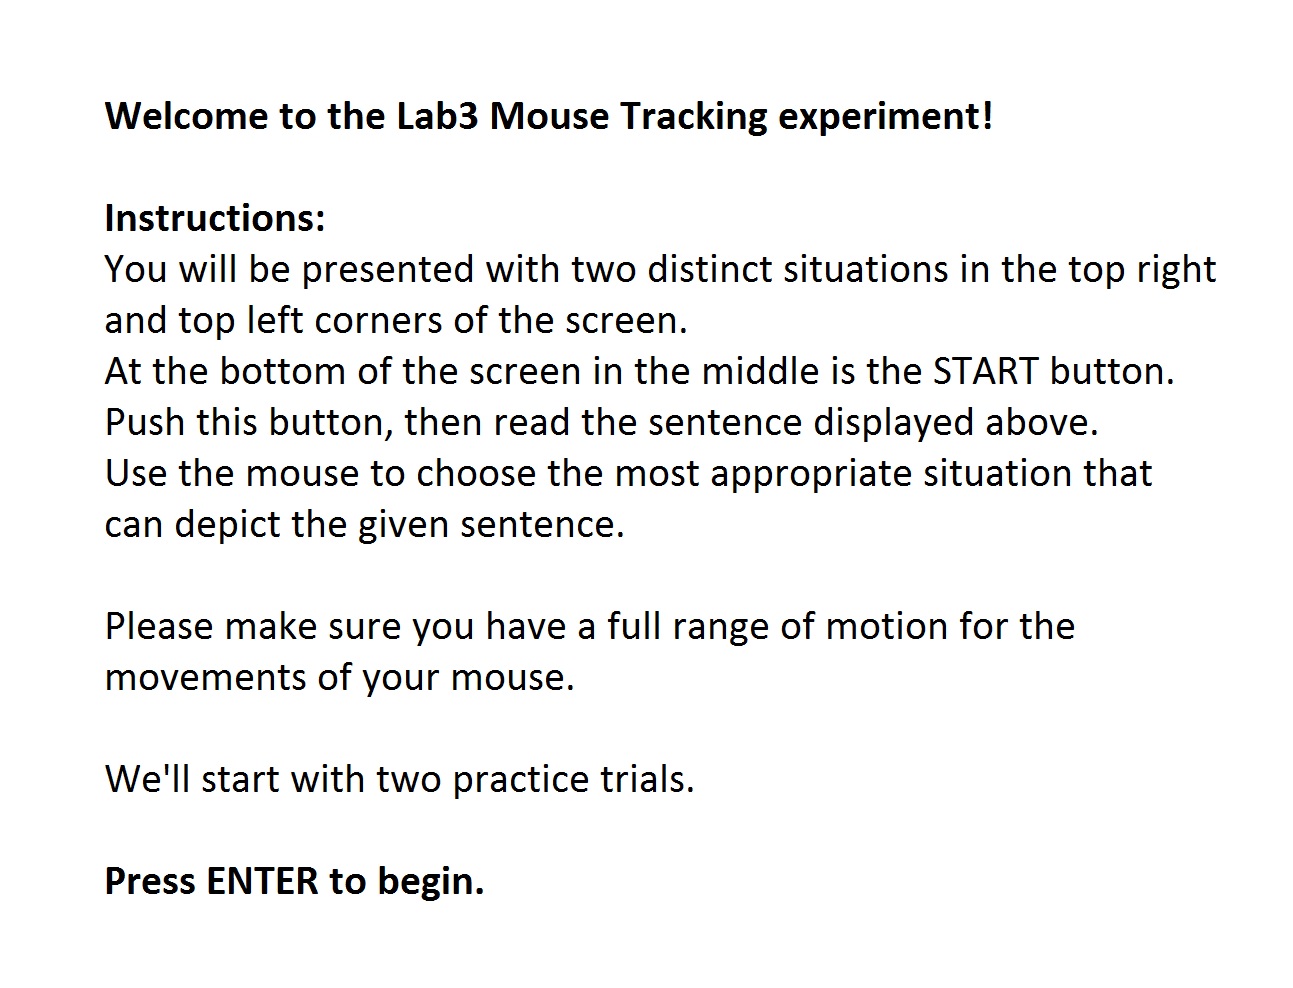 Welcome to the Lab3 Mouse Tracking experiment!
Instructions:
You will be presented with two distinct situations in the top right
and top left corners of the screen.
At the bottom of the screen in the middle is the START button.
Push this button, then read the sentence displayed above.
Use the mouse to choose the most appropriate situation that
can depict the given sentence.
Please make sure you have a full range of motion for the
movements of your mouse.
We'll start with two practice trials.
Press ENTER to begin.